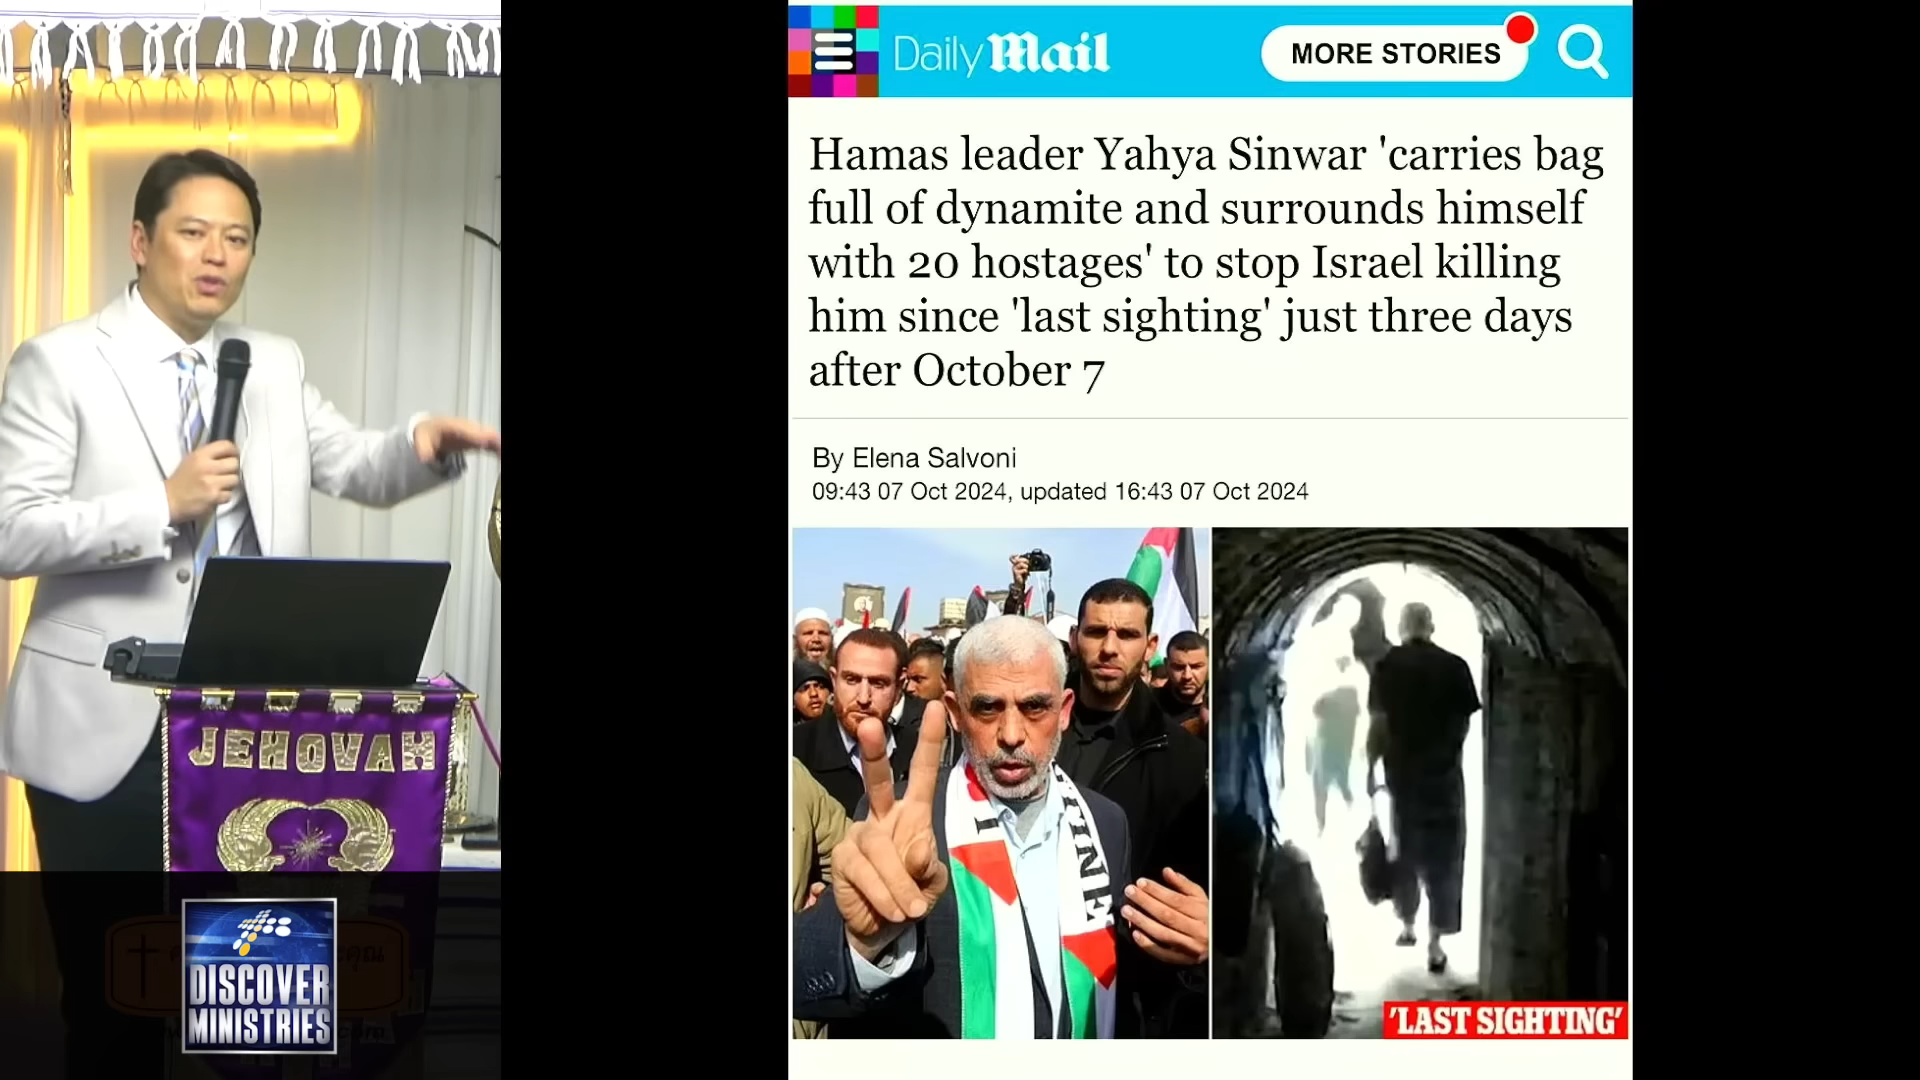 Daily Mail
MORE STORIES
Hamas leader Yahya Sinwar 'carries bag
full of dynamite and surrounds himself
with 20 hostages' to stop Israel killing
him since 'last sighting' just three days
after October 7
By Elena Salvoni
09:43 07 Oct 2024, updated 16:43 07 Oct 2024
'LAST SIGHTING'
JEHOVAH
DISCOVER
MINISTRIES